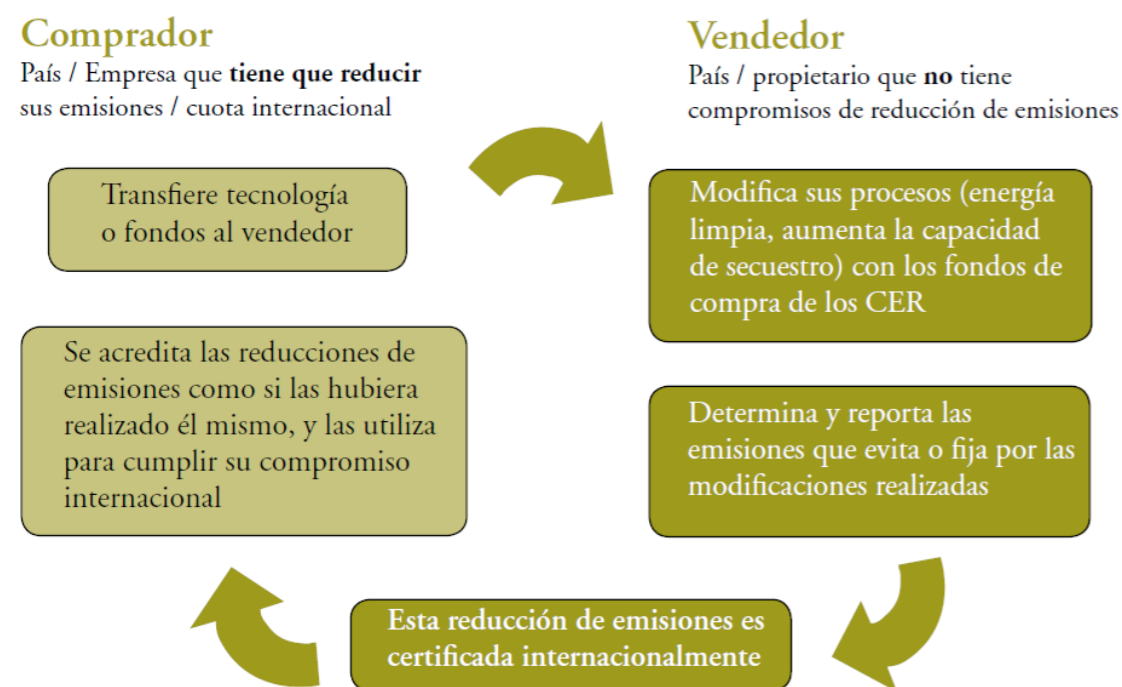 Comprador
País / Empresa que tiene que reducir
sus emisiones / cuota internacional
Transfiere tecnología
o fondos al vendedor
Se acredita las reducciones de
emisiones como si las hubiera
realizado él mismo, y las utiliza
para cumplir su compromiso
internacional
Vendedor
País / propietario que no tiene
compromisos de reducción de emisiones
Modifica sus procesos (energía
limpia, aumenta la capacidad
de secuestro) con los fondos de
compra de los CER
Determina y reporta las
emisiones que evita o fija por las
modificaciones realizadas
Esta reducción de emisiones es
certificada internacionalmente